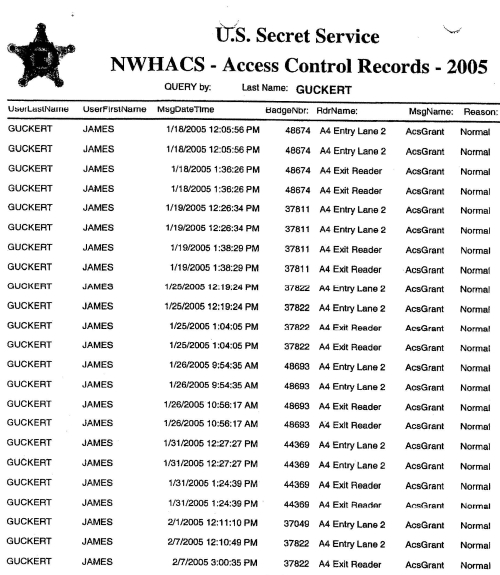 U.S. Secret Service
NWHACS - Access Control Records - 2005
QUERY by: Last Name: GUCKERT
UserLastName UserFirstName MsgDateTime BadgeNbr: RdrName: MsgName: Reason:
GUCKERT JAMES 1/18/2005 12:05:56 PM 48674 A4 Entry Lane 2 AcsGrant Normal
GUCKERT JAMES 1/18/2005 12:05:56 PM 48674 A4 Entry Lane 2 AcsGrant Normal
GUCKERT JAMES 1/18/2005 1:36:26 PM 48674 A4 Exit Reader AcsGrant Normal
GUCKERT JAMES 1/18/2005 1:36:26 PM 48674 A4 Exit Reader AcsGrant Normal
GUCKERT JAMES 1/19/2005 12:26:34 PM 37811 A4 Entry Lane 2 AcsGrant Normal
GUCKERT JAMES 1/19/2005 12:26:34 PM 37811 A4 Entry Lane 2 AcsGrant Normal
GUCKERT JAMES 1/19/2005 1:38:29 PM 37811 A4 Exit Reader AcsGrant Normal
GUCKERT JAMES 1/19/2005 1:38:29 PM 37811 A4 Exit Reader AcsGrant Normal
GUCKERT JAMES 1/25/2005 12:19:24 PM 37822 A4 Entry Lane 2 AcsGrant Normal
GUCKERT JAMES 1/25/2005 12:19:24 PM 37822 A4 Entry Lane 2 AcsGrant Normal
GUCKERT JAMES 1/25/2005 1:04:05 PM 37822 A4 Exit Reader AcsGrant Normal
GUCKERT JAMES 1/25/2005 1:04:05 PM 37822 A4 Exit Reader AcsGrant Normal
GUCKERT JAMES 1/26/2005 9:54:35 AM 48693 A4 Entry Lane 2 AcsGrant Normal
GUCKERT JAMES 1/26/2005 9:54:35 AM 48693 A4 Entry Lane 2 AcsGrant Normal
GUCKERT JAMES 1/26/2005 10:56:17 AM 48693 A4 Exit Reader AcsGrant Normal
GUCKERT JAMES 1/26/2005 10:56:17 AM 48693 A4 Exit Reader AcsGrant Normal
GUCKERT JAMES 1/31/2005 12:27:27 PM 44369 A4 Entry Lane 2 AcsGrant Normal
GUCKERT JAMES 1/31/2005 12:27:27 PM 44369 A4 Entry Lane 2 AcsGrant Normal
GUCKERT JAMES 1/31/2005 1:24:39 PM 44369 A4 Exit Reader AcsGrant Normal
GUCKERT JAMES 1/31/2005 1:24:39 PM 44369 A4 Exit Reader AcsGrant Normal
GUCKERT JAMES 2/1/2005 12:11:10 PM 37049 A4 Entry Lane 2 AcsGrant Normal
GUCKERT JAMES 2/7/2005 12:10:49 PM 37822 A4 Entry Lane 2 AcsGrant Normal
GUCKERT JAMES 2/7/2005 3:00:35 PM 37822 A4 Exit Reader AcsGrant Normal